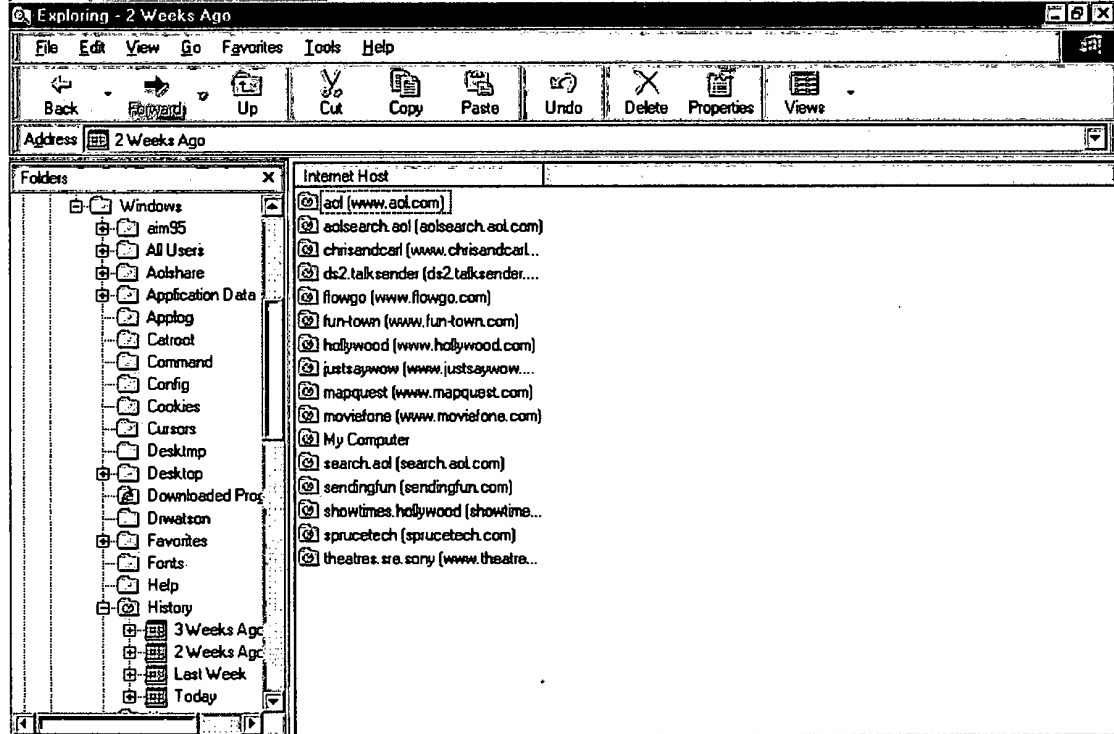 Exploring - 2 Weeks Ago
File Edit View Go Favorites Tools Help
Back Forward Up Cut Copy Paste Undo Delete Properties Views
Address 2 Weeks Ago
Folders
Windows
aim95
All Users
Aolshare
Application Data
Applog
Catroot
Command
Config
Cookies
Cursors
Desktmp
Desktop
Downloaded Prog
Drwatson
Favorites
Fonts
Help
History
3 Weeks Ago
2 Weeks Ago
Last Week
Today
Internet Host
aol (www.aol.com)
aolsearch.aol (aolsearch.aol.com)
chrisandcarl (www.chrisandcarl...
ds2.talksender (ds2.talksender....
flowgo (www.flowgo.com)
fun-town (www.fun-town.com)
hollywood (www.hollywood.com)
justsaywow (www.justsaywow....
mapquest (www.mapquest.com)
moviefone (www.moviefone.com)
My Computer
search.aol (search.aol.com)
sendingfun (sendingfun.com)
showtimes.hollywood (showtime...
sprucetech (sprucetech.com)
theatres.sre.sony (www.theatre...